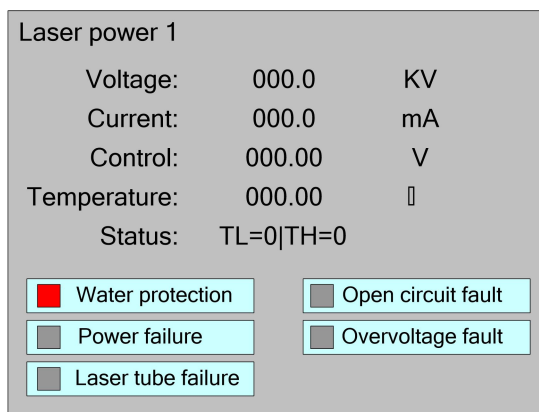 Laser power 1
Voltage: 000.0 KV
Current: 000.0 mA
Control: 000.00 V
Temperature: 000.00 ▯
Status: TL=0|TH=0
Water protection Open circuit fault
Power failure Overvoltage fault
Laser tube failure